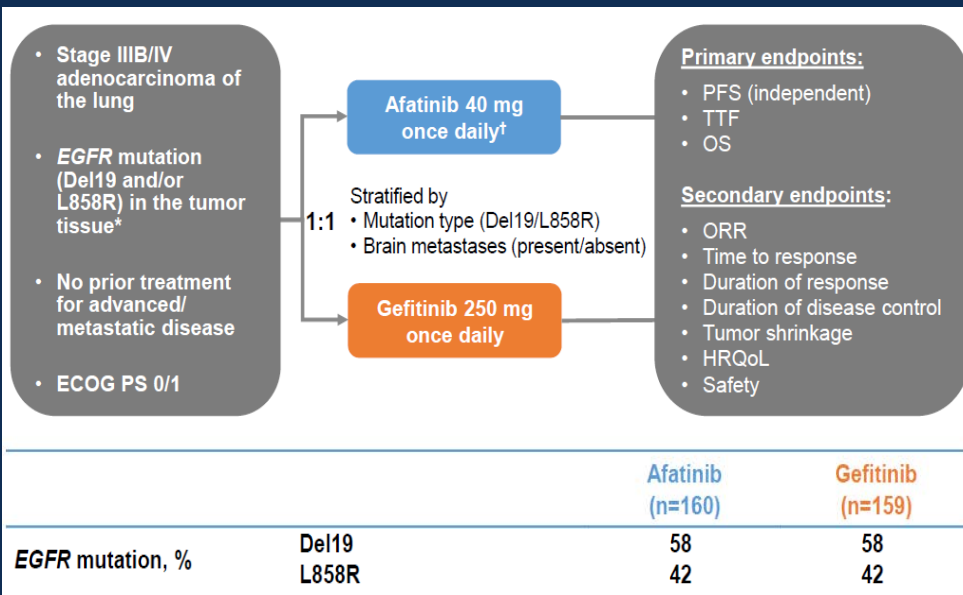 • Stage IIIB/IV
adenocarcinoma of
the lung
• EGFR mutation
(Del19 and/or
L858R) in the tumor
tissue*
• No prior treatment
for advanced/
metastatic disease
• ECOG PS 0/1
1:1
Afatinib 40 mg
once daily†
Stratified by
• Mutation type (Del19/L858R)
• Brain metastases (present/absent)
Gefitinib 250 mg
once daily
Primary endpoints:
• PFS (independent)
• TTF
• OS
Secondary endpoints:
• ORR
• Time to response
• Duration of response
• Duration of disease control
• Tumor shrinkage
• HRQoL
• Safety
Afatinib Gefitinib
(n=160) (n=159)
EGFR mutation, %
Del19 58 58
L858R 42 42